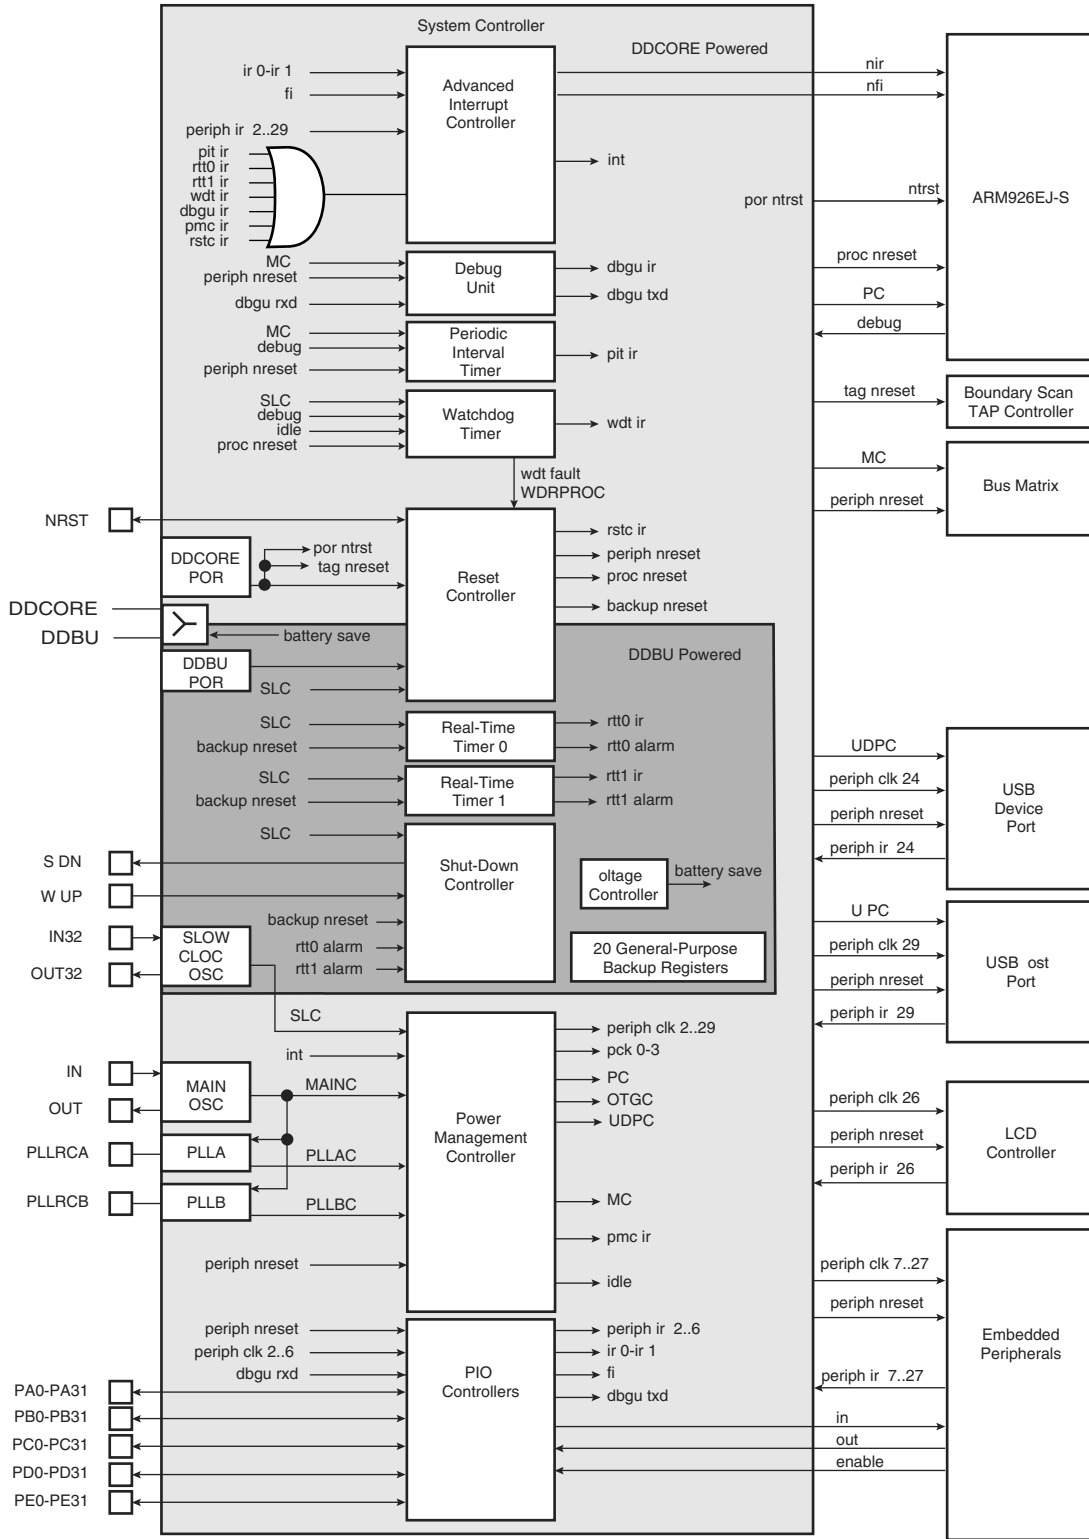 System Controller
DDCORE Powered
ir 0-ir 1
fi
periph ir 2..29
pit ir
rtt0 ir
rtt1 ir
wdt ir
dbgu ir
pmc ir
rstc ir
Advanced
Interrupt
Controller
int
nir
nfi
por ntrst
ntrst
ARM926EJ-S
proc nreset
PC
debug
MC
periph nreset
dbgu rxd
Debug
Unit
dbgu ir
dbgu txd
MC
debug
periph nreset
Periodic
Interval
Timer
pit ir
SLC
debug
idle
proc nreset
Watchdog
Timer
wdt ir
wdt fault
WDRPROC
tag nreset
Boundary Scan
TAP Controller
MC
periph nreset
Bus Matrix
NRST
DDCORE
POR
por ntrst
tag nreset
Reset
Controller
rstc ir
periph nreset
proc nreset
backup nreset
DDCORE
DDBU
battery save
DDBU
POR
SLC
DDBU Powered
SLC
backup nreset
Real-Time
Timer 0
rtt0 ir
rtt0 alarm
SLC
backup nreset
Real-Time
Timer 1
rtt1 ir
rtt1 alarm
UDPC
periph clk 24
periph nreset
periph ir 24
USB
Device
Port
SLC
S DN
W UP
backup nreset
rtt0 alarm
rtt1 alarm
Shut-Down
Controller
oltage
Controller
battery save
20 General-Purpose
Backup Registers
U PC
periph clk 29
periph nreset
periph ir 29
USB ost
Port
IN32
OUT32
SLOW
CLOC
OSC
SLC
int
IN
OUT
MAIN
OSC
MAINC
PLLRCA
PLLA
PLLAC
PLLRCB
PLLB
PLLBC
periph nreset
Power
Management
Controller
periph clk 2..29
pck 0-3
PC
OTGC
UDPC
MC
pmc ir
idle
periph clk 26
periph nreset
periph ir 26
LCD
Controller
periph clk 7..27
periph nreset
periph ir 7..27
Embedded
Peripherals
periph nreset
periph clk 2..6
dbgu rxd
PA0-PA31
PB0-PB31
PC0-PC31
PD0-PD31
PE0-PE31
PIO
Controllers
periph ir 2..6
ir 0-ir 1
fi
dbgu txd
in
out
enable